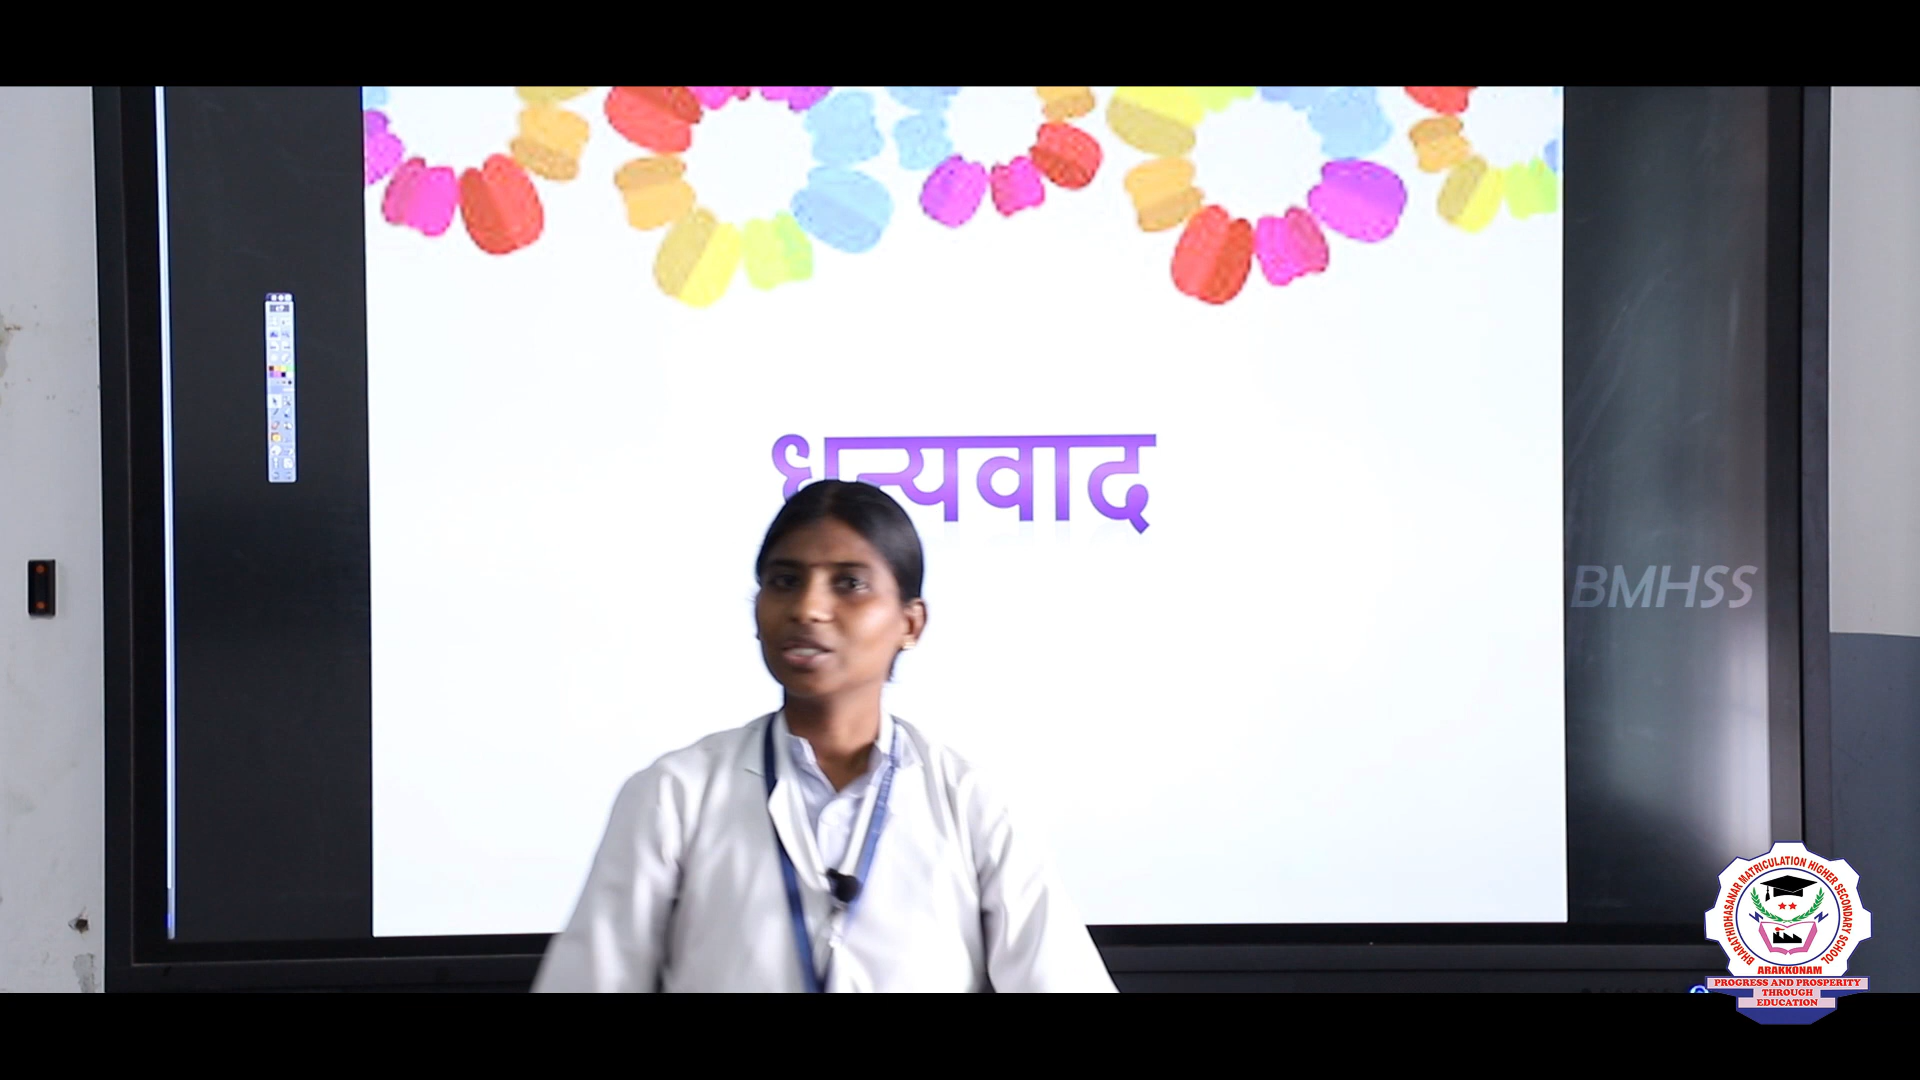 धन्यवाद
BMHSS
BHARATHIDHASANAR MATRICULATION HIGHER SECONDARY SCHOOL
ARAKKONAM
PROGRESS AND PROSPERITY
THROUGH
EDUCATION